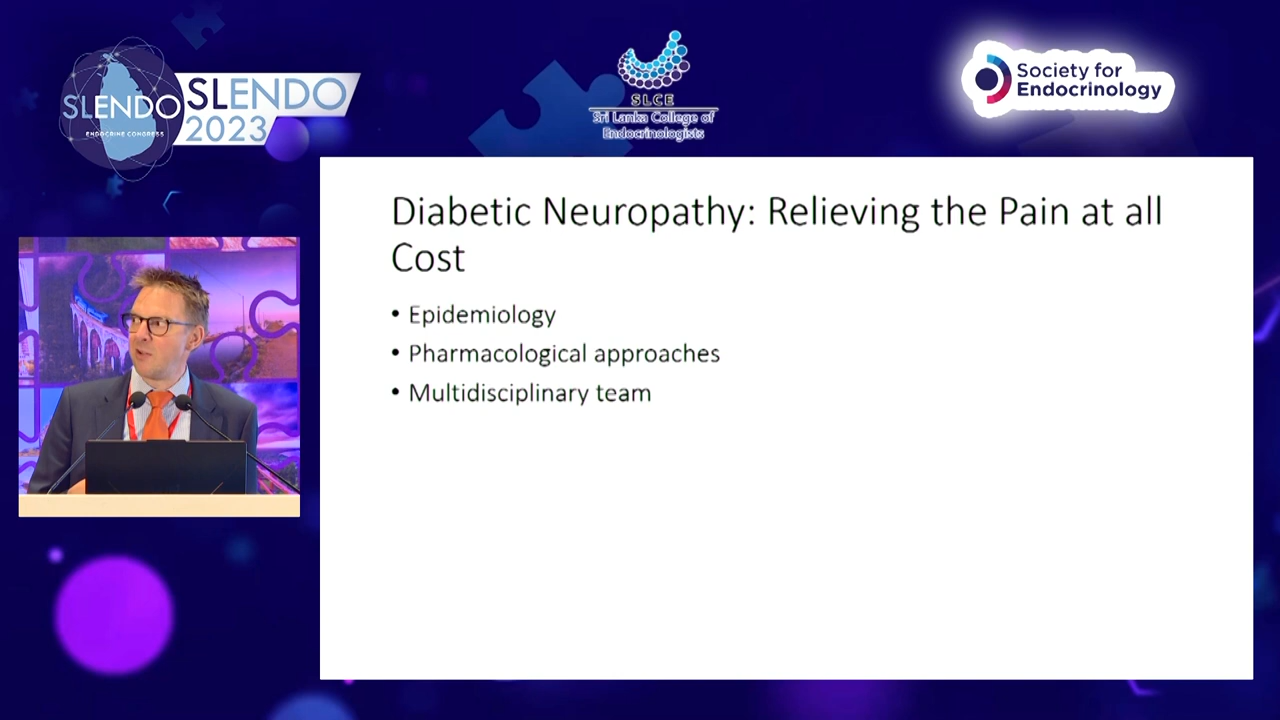 SLENDO
ENDOCRINE CONGRESS
SLENDO
2023
SLCE
Sri Lanka College of
Endocrinologists
Society for
Endocrinology
Diabetic Neuropathy: Relieving the Pain at all
Cost
• Epidemiology
• Pharmacological approaches
• Multidisciplinary team